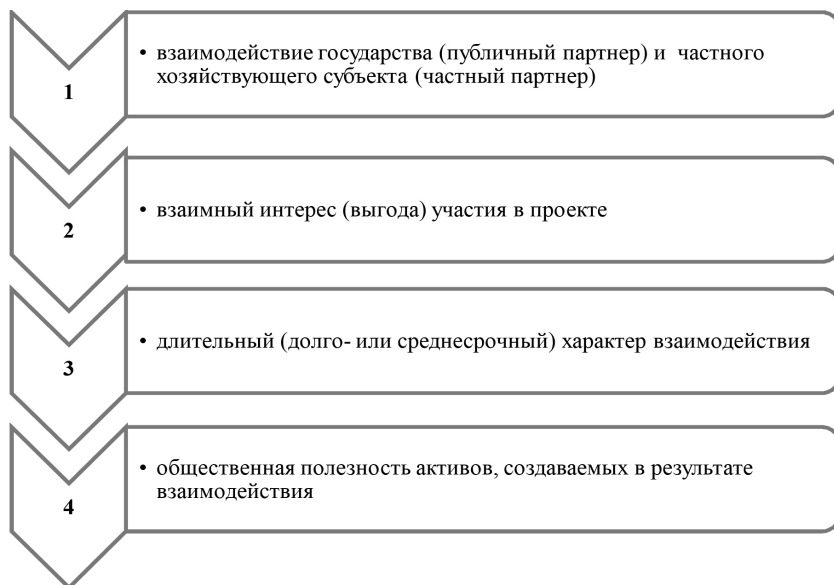 1
• взаимодействие государства (публичный партнер) и частного
хозяйствующего субъекта (частный партнер)
2
• взаимный интерес (выгода) участия в проекте
3
• длительный (долго- или среднесрочный) характер взаимодействия
4
• общественная полезность активов, создаваемых в результате
взаимодействия